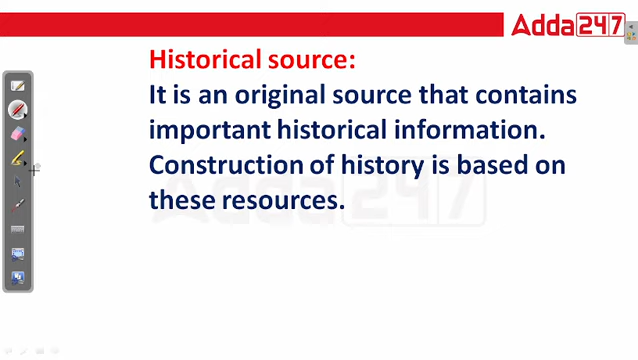 Adda247
Historical source:
It is an original source that contains
important historical information.
Construction of history is based on
these resources.
Adda247